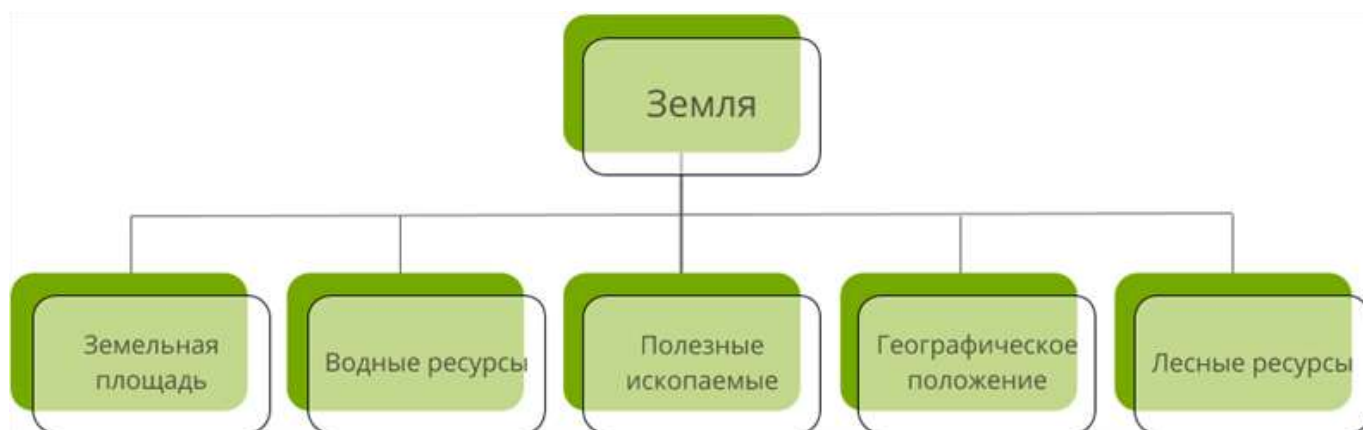 Земля
Земельная
площадь
Водные ресурсы
Полезные
ископаемые
Географическое
положение
Лесные ресурсы